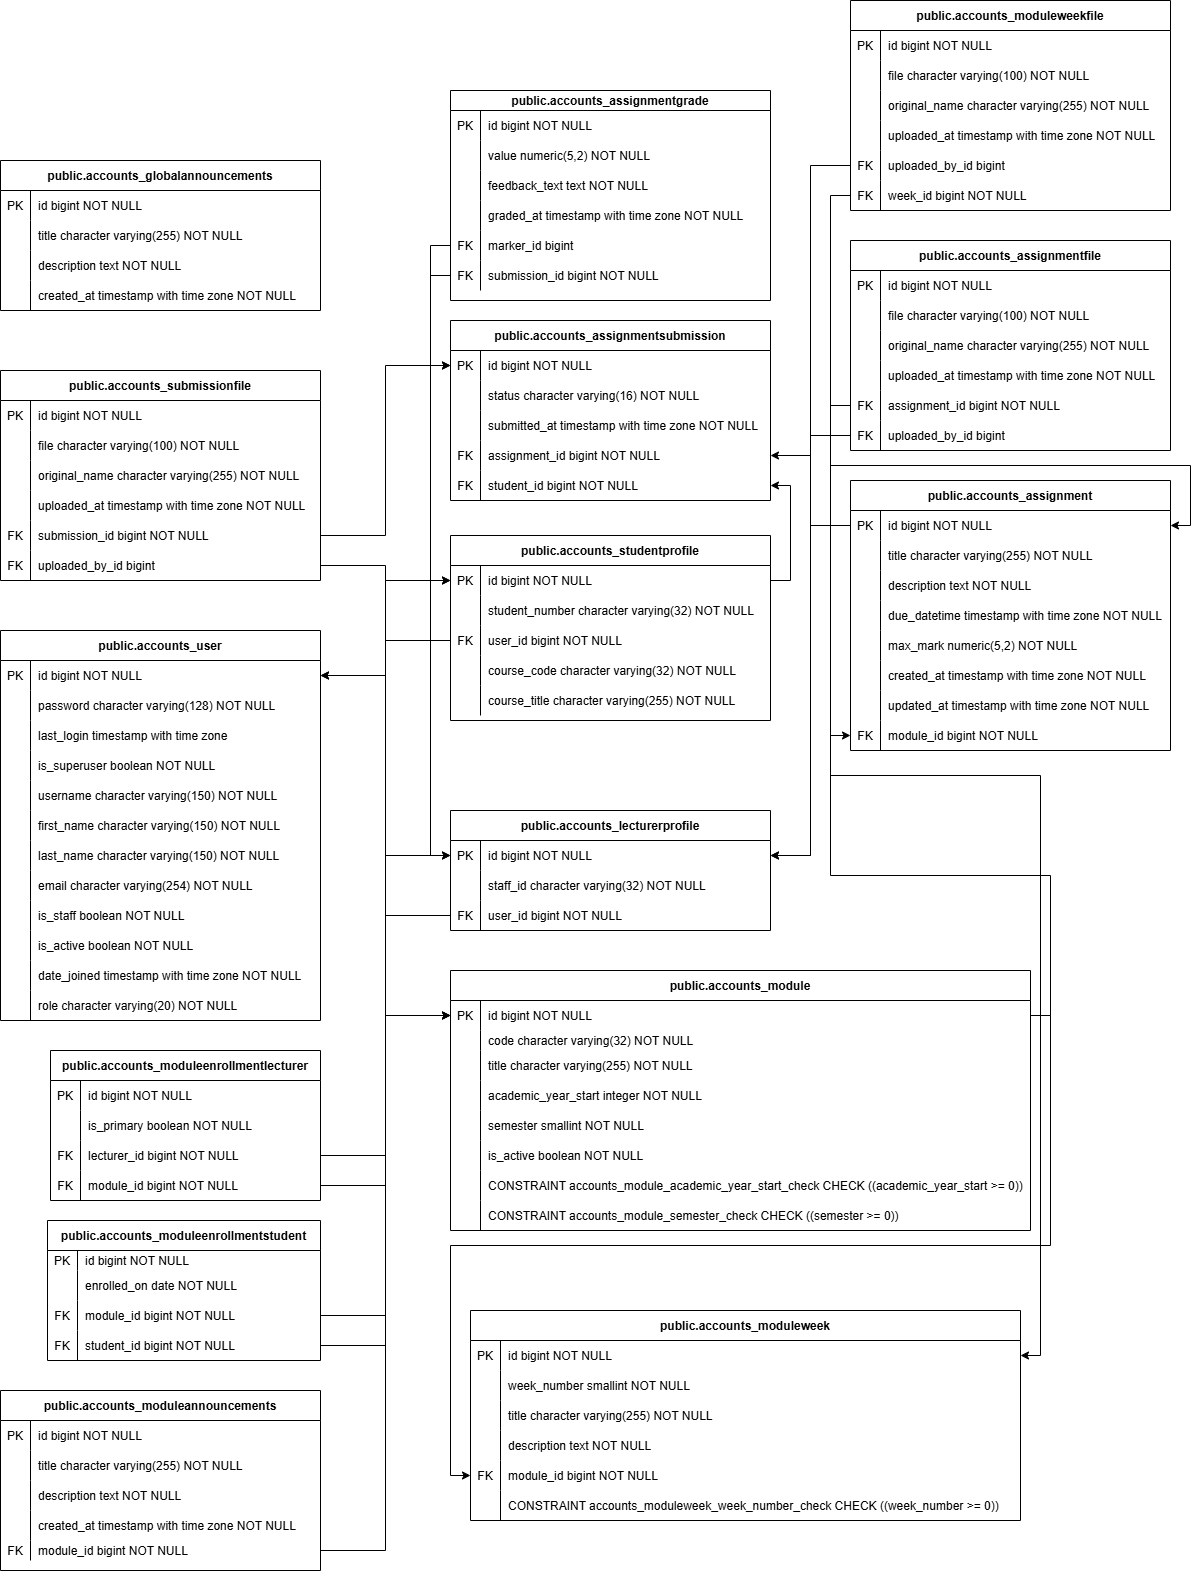 public.accounts_globalannouncements
PK id bigint NOT NULL
title character varying(255) NOT NULL
description text NOT NULL
created_at timestamp with time zone NOT NULL
public.accounts_submissionfile
PK id bigint NOT NULL
file character varying(100) NOT NULL
original_name character varying(255) NOT NULL
uploaded_at timestamp with time zone NOT NULL
FK submission_id bigint NOT NULL
FK uploaded_by_id bigint
public.accounts_user
PK id bigint NOT NULL
password character varying(128) NOT NULL
last_login timestamp with time zone
is_superuser boolean NOT NULL
username character varying(150) NOT NULL
first_name character varying(150) NOT NULL
last_name character varying(150) NOT NULL
email character varying(254) NOT NULL
is_staff boolean NOT NULL
is_active boolean NOT NULL
date_joined timestamp with time zone NOT NULL
role character varying(20) NOT NULL
public.accounts_moduleenrollmentlecturer
PK id bigint NOT NULL
is_primary boolean NOT NULL
FK lecturer_id bigint NOT NULL
FK module_id bigint NOT NULL
public.accounts_moduleenrollmentstudent
PK id bigint NOT NULL
enrolled_on date NOT NULL
FK module_id bigint NOT NULL
FK student_id bigint NOT NULL
public.accounts_moduleannouncements
PK id bigint NOT NULL
title character varying(255) NOT NULL
description text NOT NULL
created_at timestamp with time zone NOT NULL
FK module_id bigint NOT NULL
public.accounts_assignmentgrade
PK id bigint NOT NULL
value numeric(5,2) NOT NULL
feedback_text text NOT NULL
graded_at timestamp with time zone NOT NULL
FK marker_id bigint
FK submission_id bigint NOT NULL
public.accounts_assignmentsubmission
PK id bigint NOT NULL
status character varying(16) NOT NULL
submitted_at timestamp with time zone NOT NULL
FK assignment_id bigint NOT NULL
FK student_id bigint NOT NULL
public.accounts_studentprofile
PK id bigint NOT NULL
student_number character varying(32) NOT NULL
FK user_id bigint NOT NULL
course_code character varying(32) NOT NULL
course_title character varying(255) NOT NULL
public.accounts_lecturerprofile
PK id bigint NOT NULL
staff_id character varying(32) NOT NULL
FK user_id bigint NOT NULL
public.accounts_module
PK id bigint NOT NULL
code character varying(32) NOT NULL
title character varying(255) NOT NULL
academic_year_start integer NOT NULL
semester smallint NOT NULL
is_active boolean NOT NULL
CONSTRAINT accounts_module_academic_year_start_check CHECK ((academic_year_start >= 0))
CONSTRAINT accounts_module_semester_check CHECK ((semester >= 0))
public.accounts_moduleweek
PK id bigint NOT NULL
week_number smallint NOT NULL
title character varying(255) NOT NULL
description text NOT NULL
FK module_id bigint NOT NULL
CONSTRAINT accounts_moduleweek_week_number_check CHECK ((week_number >= 0))
public.accounts_moduleweekfile
PK id bigint NOT NULL
file character varying(100) NOT NULL
original_name character varying(255) NOT NULL
uploaded_at timestamp with time zone NOT NULL
FK uploaded_by_id bigint
FK week_id bigint NOT NULL
public.accounts_assignmentfile
PK id bigint NOT NULL
file character varying(100) NOT NULL
original_name character varying(255) NOT NULL
uploaded_at timestamp with time zone NOT NULL
FK assignment_id bigint NOT NULL
FK uploaded_by_id bigint
public.accounts_assignment
PK id bigint NOT NULL
title character varying(255) NOT NULL
description text NOT NULL
due_datetime timestamp with time zone NOT NULL
max_mark numeric(5,2) NOT NULL
created_at timestamp with time zone NOT NULL
updated_at timestamp with time zone NOT NULL
FK module_id bigint NOT NULL